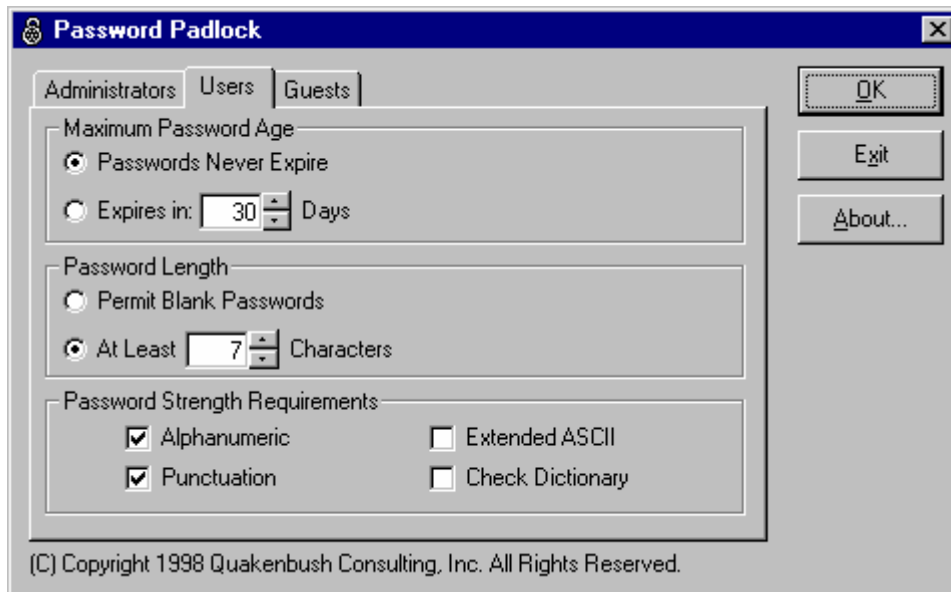 Password Padlock
Administrators Users Guests
OK
Exit
About...
Maximum Password Age
Passwords Never Expire
Expires in: 30 Days
Password Length
Permit Blank Passwords
At Least 7 Characters
Password Strength Requirements
Alphanumeric Extended ASCII
Punctuation Check Dictionary
(C) Copyright 1998 Quakenbush Consulting, Inc. All Rights Reserved.